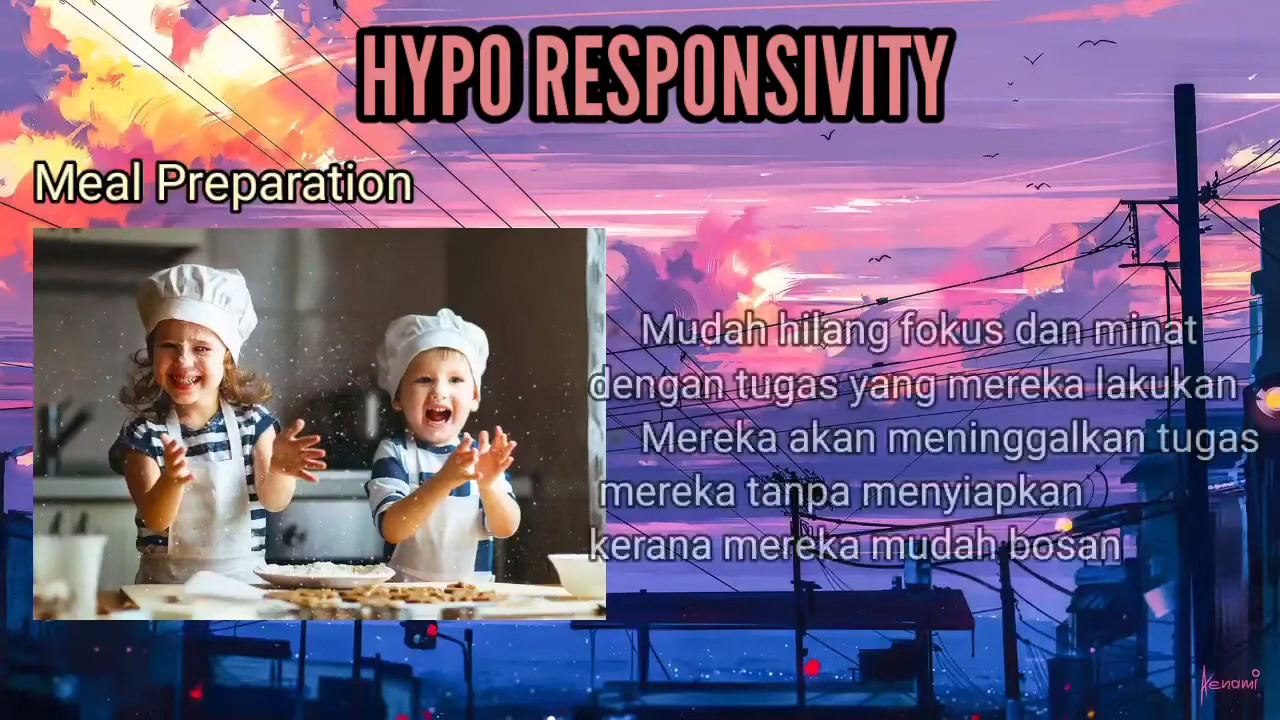 HYPO RESPONSIVITY
Meal Preparation
Mudah hilang fokus dan minat
dengan tugas yang mereka lakukan
Mereka akan meninggalkan tugas
mereka tanpa menyiapkan
kerana mereka mudah bosan
Aenami